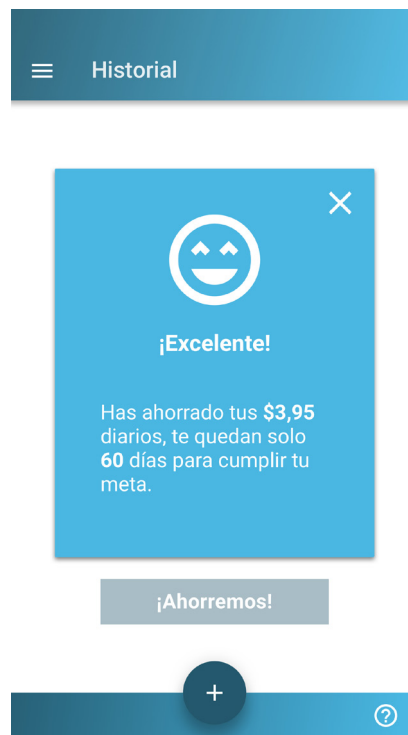 Historial
¡Excelente!
Has ahorrado tus $3,95
diarios, te quedan solo
60 días para cumplir tu
meta.
¡Ahorremos!